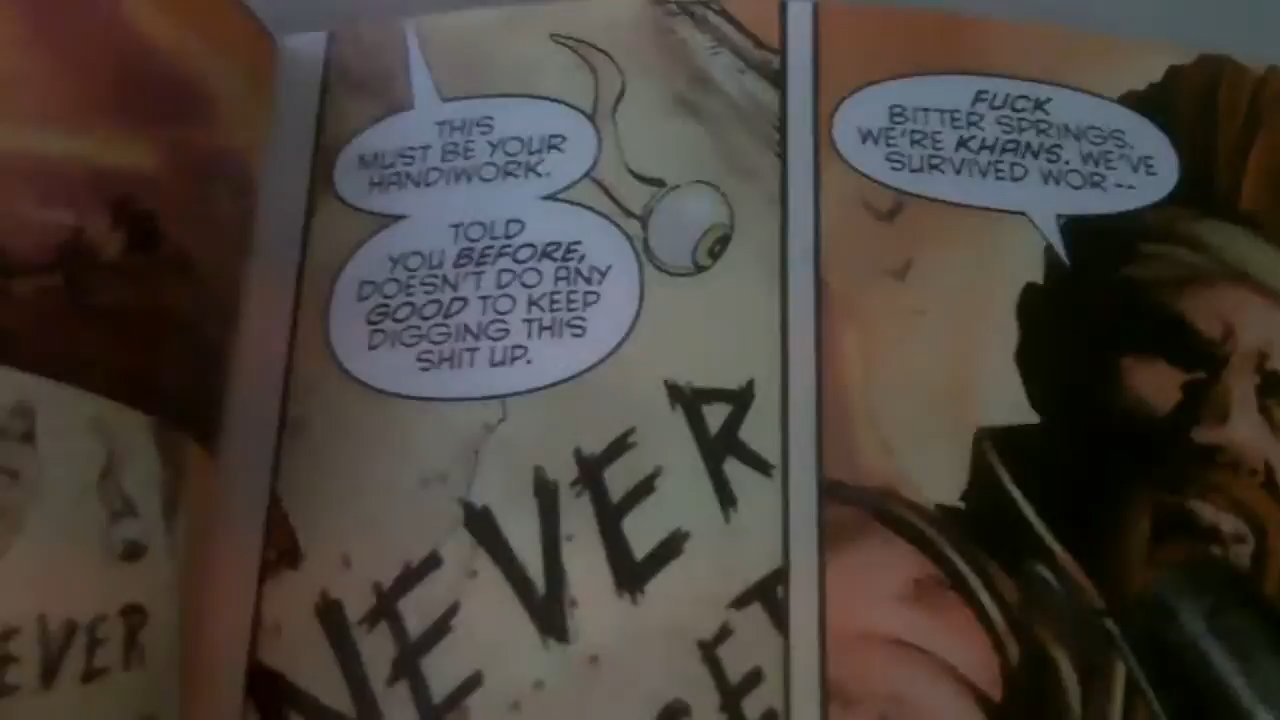 THIS
MUST BE YOUR
HANDIWORK.
TOLD
YOU BEFORE,
DOESN'T DO ANY
GOOD TO KEEP
DIGGING THIS
SHIT UP.
FUCK
BITTER SPRINGS.
WE'RE KHANS. WE'VE
SURVIVED WOR--
NEVER
EVER